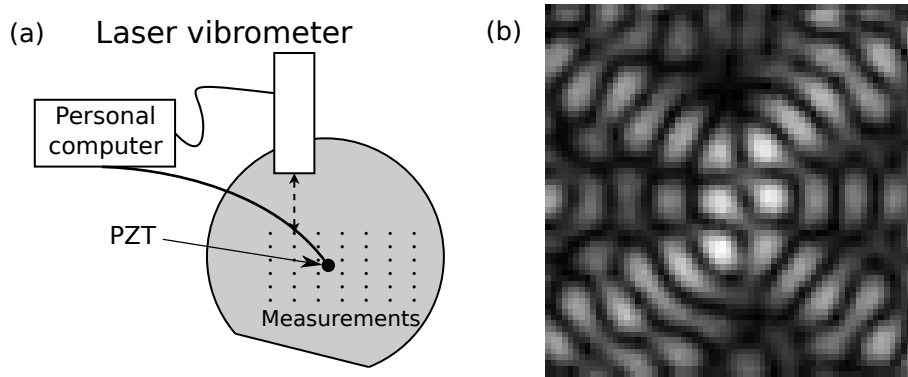 (a)
Laser vibrometer
(b)
Personal
computer
PZT
Measurements